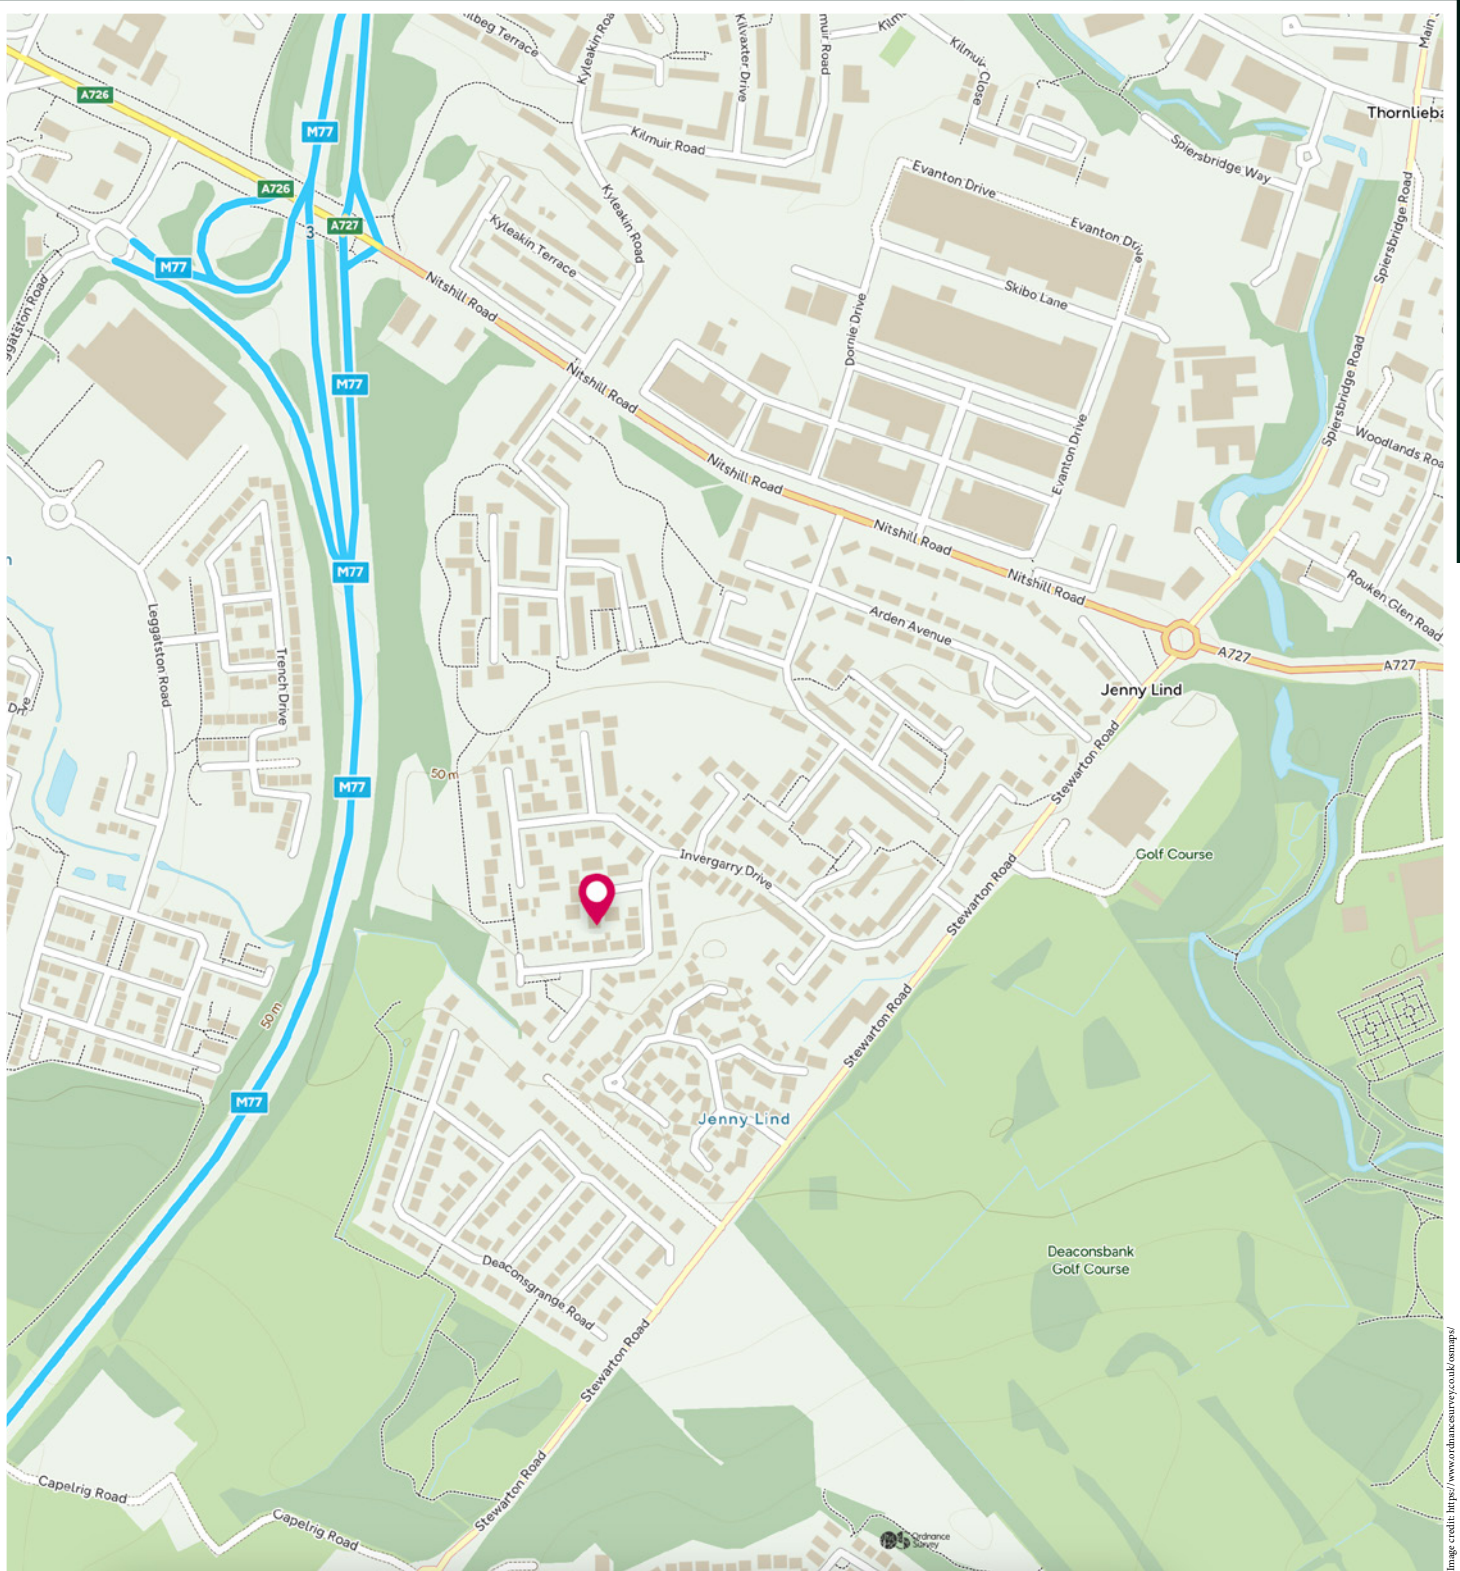 Kyleakin Roa
Kilvaxter Drive
muir Road
Kilmuir Close
Main
A726
M77
Kilmuir Road
Thornlieba
Spiersbridge Way
Evanton Drive
Evanton Drive
Spiersbridge Road
A726
A727
3
Kyleakin Road
Kyleakin Terrace
M77
Nitshill Road
Skibo Lane
Dornie Drive
ggatston Road
M77
Nitshill Road
Spiersbridge Road
Evanton Drive
Woodlands Roa
Nitshill Road
Nitshill Road
M77
Nitshill Road
Rouken Glen Road
Arden Avenue
Leggatston Road
Trench Drive
A727
A727
Jenny Lind
50 m
M77
Stewarton Road
Golf Course
Invergarry Drive
Stewarton Road
50 m
Stewarton Road
M77
Jenny Lind
Deaconsbank
Golf Course
Deaconsgrange Road
Stewarton Road
Capelrig Road
Capelrig Road
Stewarton Road
Ordnance
Survey
Image credit: https://www.ordnancesurvey.co.uk/osmaps/